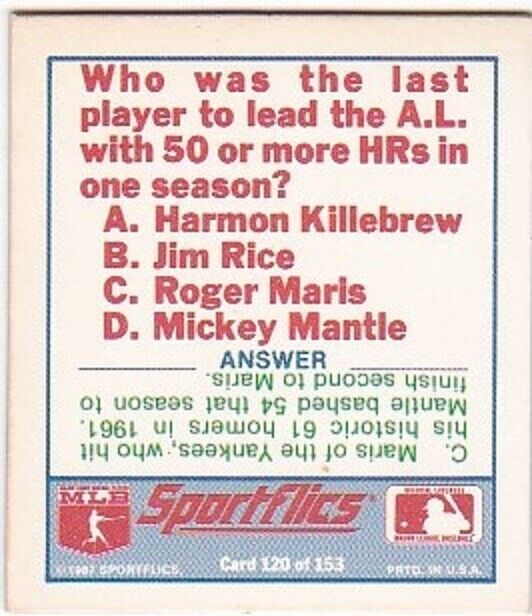 Who was the last
player to lead the A.L.
with 50 or more HRs in
one season?
A. Harmon Killebrew
B. Jim Rice
C. Roger Maris
D. Mickey Mantle
ANSWER
C. Maris of the Yankees, who hit
his historic 61 homers in 1961.
Mantle bashed 54 that season to
finish second to Maris.
MLB
Sportflics
Card 120 of 153
©1987 SPORTFLICS
PRTD. IN U.S.A.